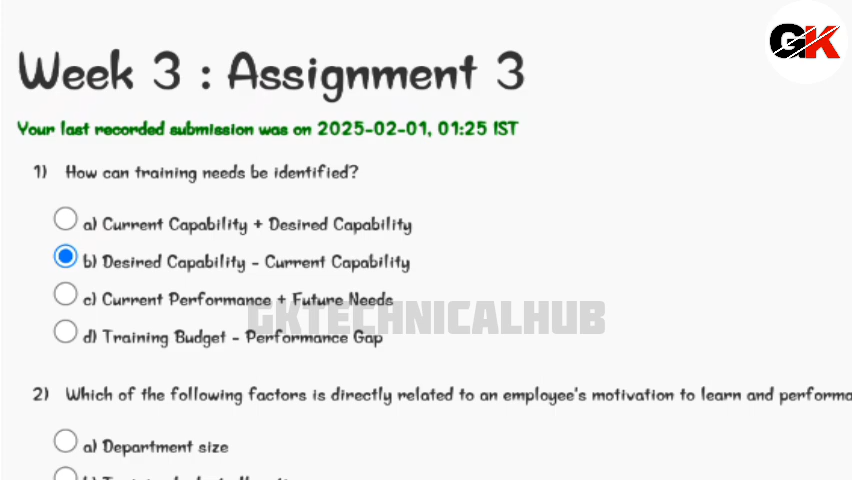 GK
Week 3 : Assignment 3
Your last recorded submission was on 2025-02-01, 01:25 IST
1) How can training needs be identified?
a) Current Capability + Desired Capability
b) Desired Capability - Current Capability
c) Current Performance + Future Needs
GKTECHNICALHUB
d) Training Budget - Performance Gap
2) Which of the following factors is directly related to an employee's motivation to learn and performa
a) Department size